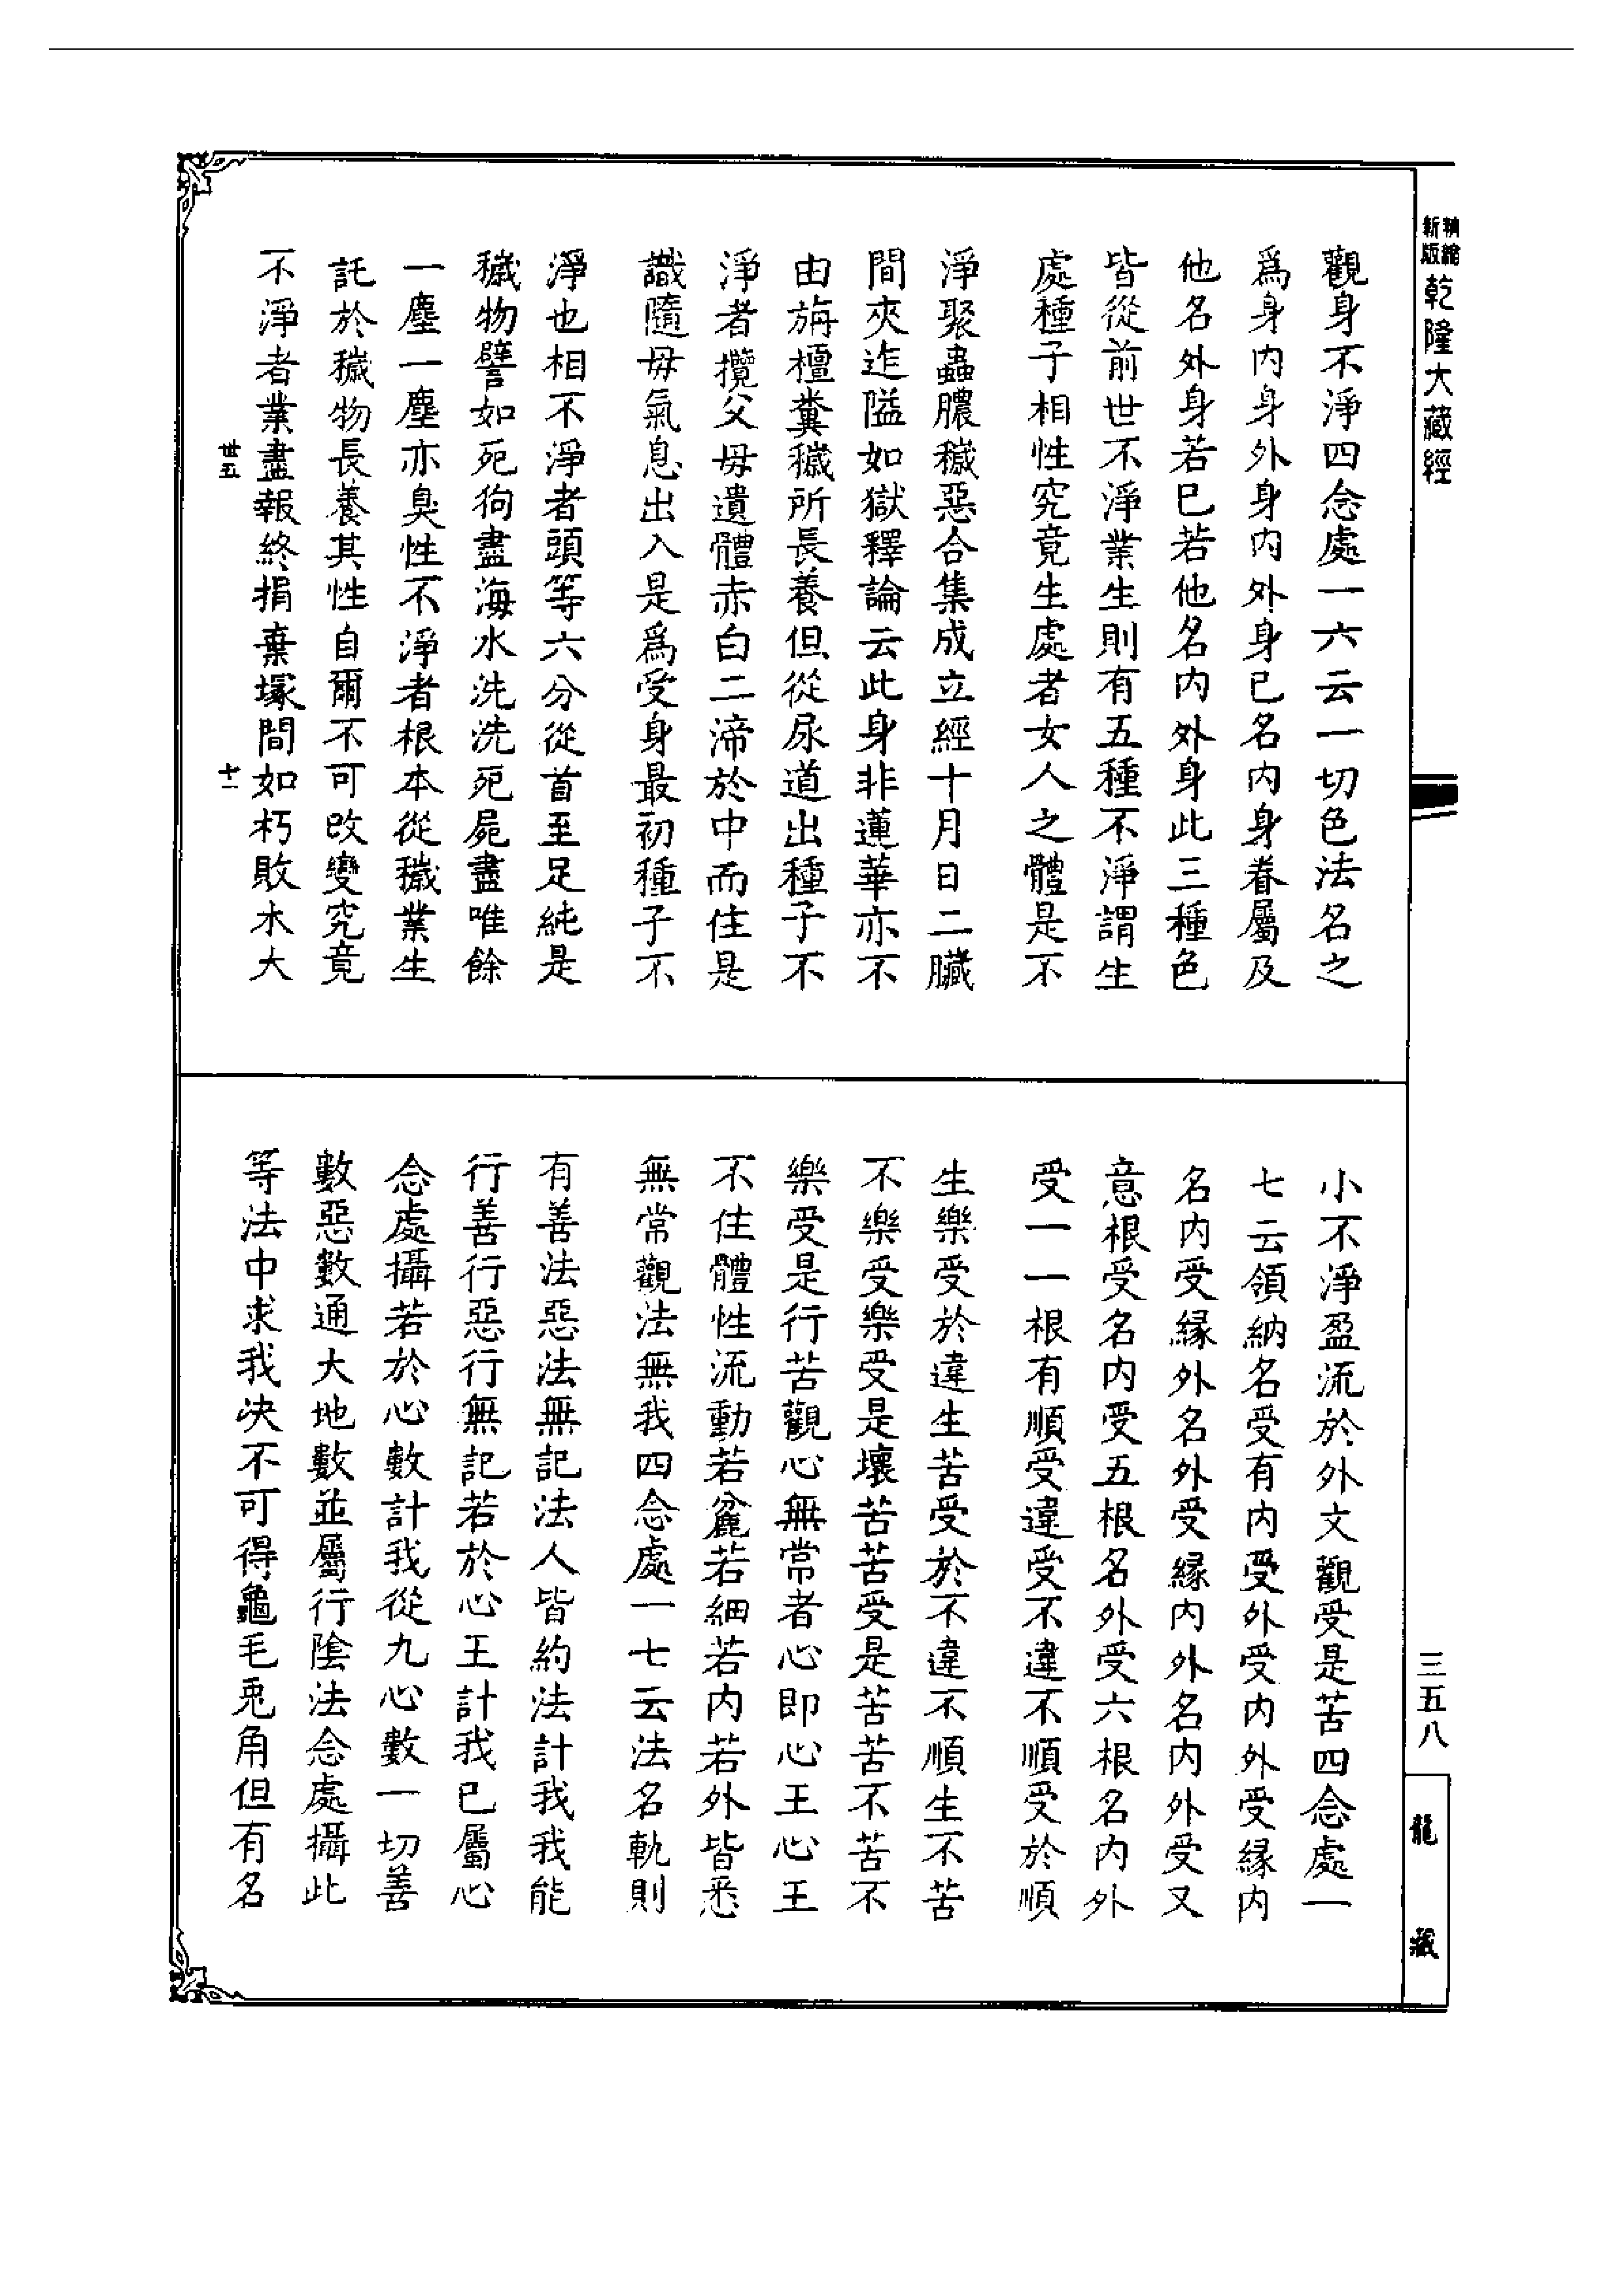 新版精縮
乾隆大藏經
三五八
龍藏
觀身不淨四念處一六云一切色法名之
爲身内身外身内外身已名内身眷屬及
他名外身若已若他名内外身此三種色
皆從前世不淨業生則有五種不淨謂生
處種子相性究竟生處者女人之體是不
淨聚蟲膿穢惡合集成立經十月日二臟
間夾迮隘如獄釋論云此身非蓮華亦不
由旃檀糞穢所長養但從尿道出種子不
淨者攬父母遺體赤白二渧於中而住是
識隨毋氣息出入是爲受身最初種子不
淨也相不淨者頭等六分從首至足純是
穢物譬如死狗盡海水洗洗死屍盡唯餘
一塵一塵亦臭性不淨者根本從穢業生
託於穢物長養其性自爾不可改變究竟
不淨者業盡報終捐棄塚間如朽敗木大
丗五
十一
小不淨盈流於外文觀受是苦四念處一
七云領納名受有内受外受内外受緣内
名内受緣外名外受緣内外名内外受又
意根受名内受五根名外受六根名内外
受一一根有順受違受不違不順受於順
生樂受於違生苦受於不違不順生不苦
不樂受樂受是壞苦苦受是苦苦不苦不
樂受是行苦觀心無常者心即心王心王
不住體性流動若麁若細若内若外皆悉
無常觀法無我四念處一七云法名軌則
有善法惡法無記法人皆約法計我我能
行善行惡行無記若於心王計我已屬心
念處攝若於心數計我從九心數一切善
數惡數通大地數並屬行陰法念處攝此
等法中求我決不可得龜毛兎角但有名